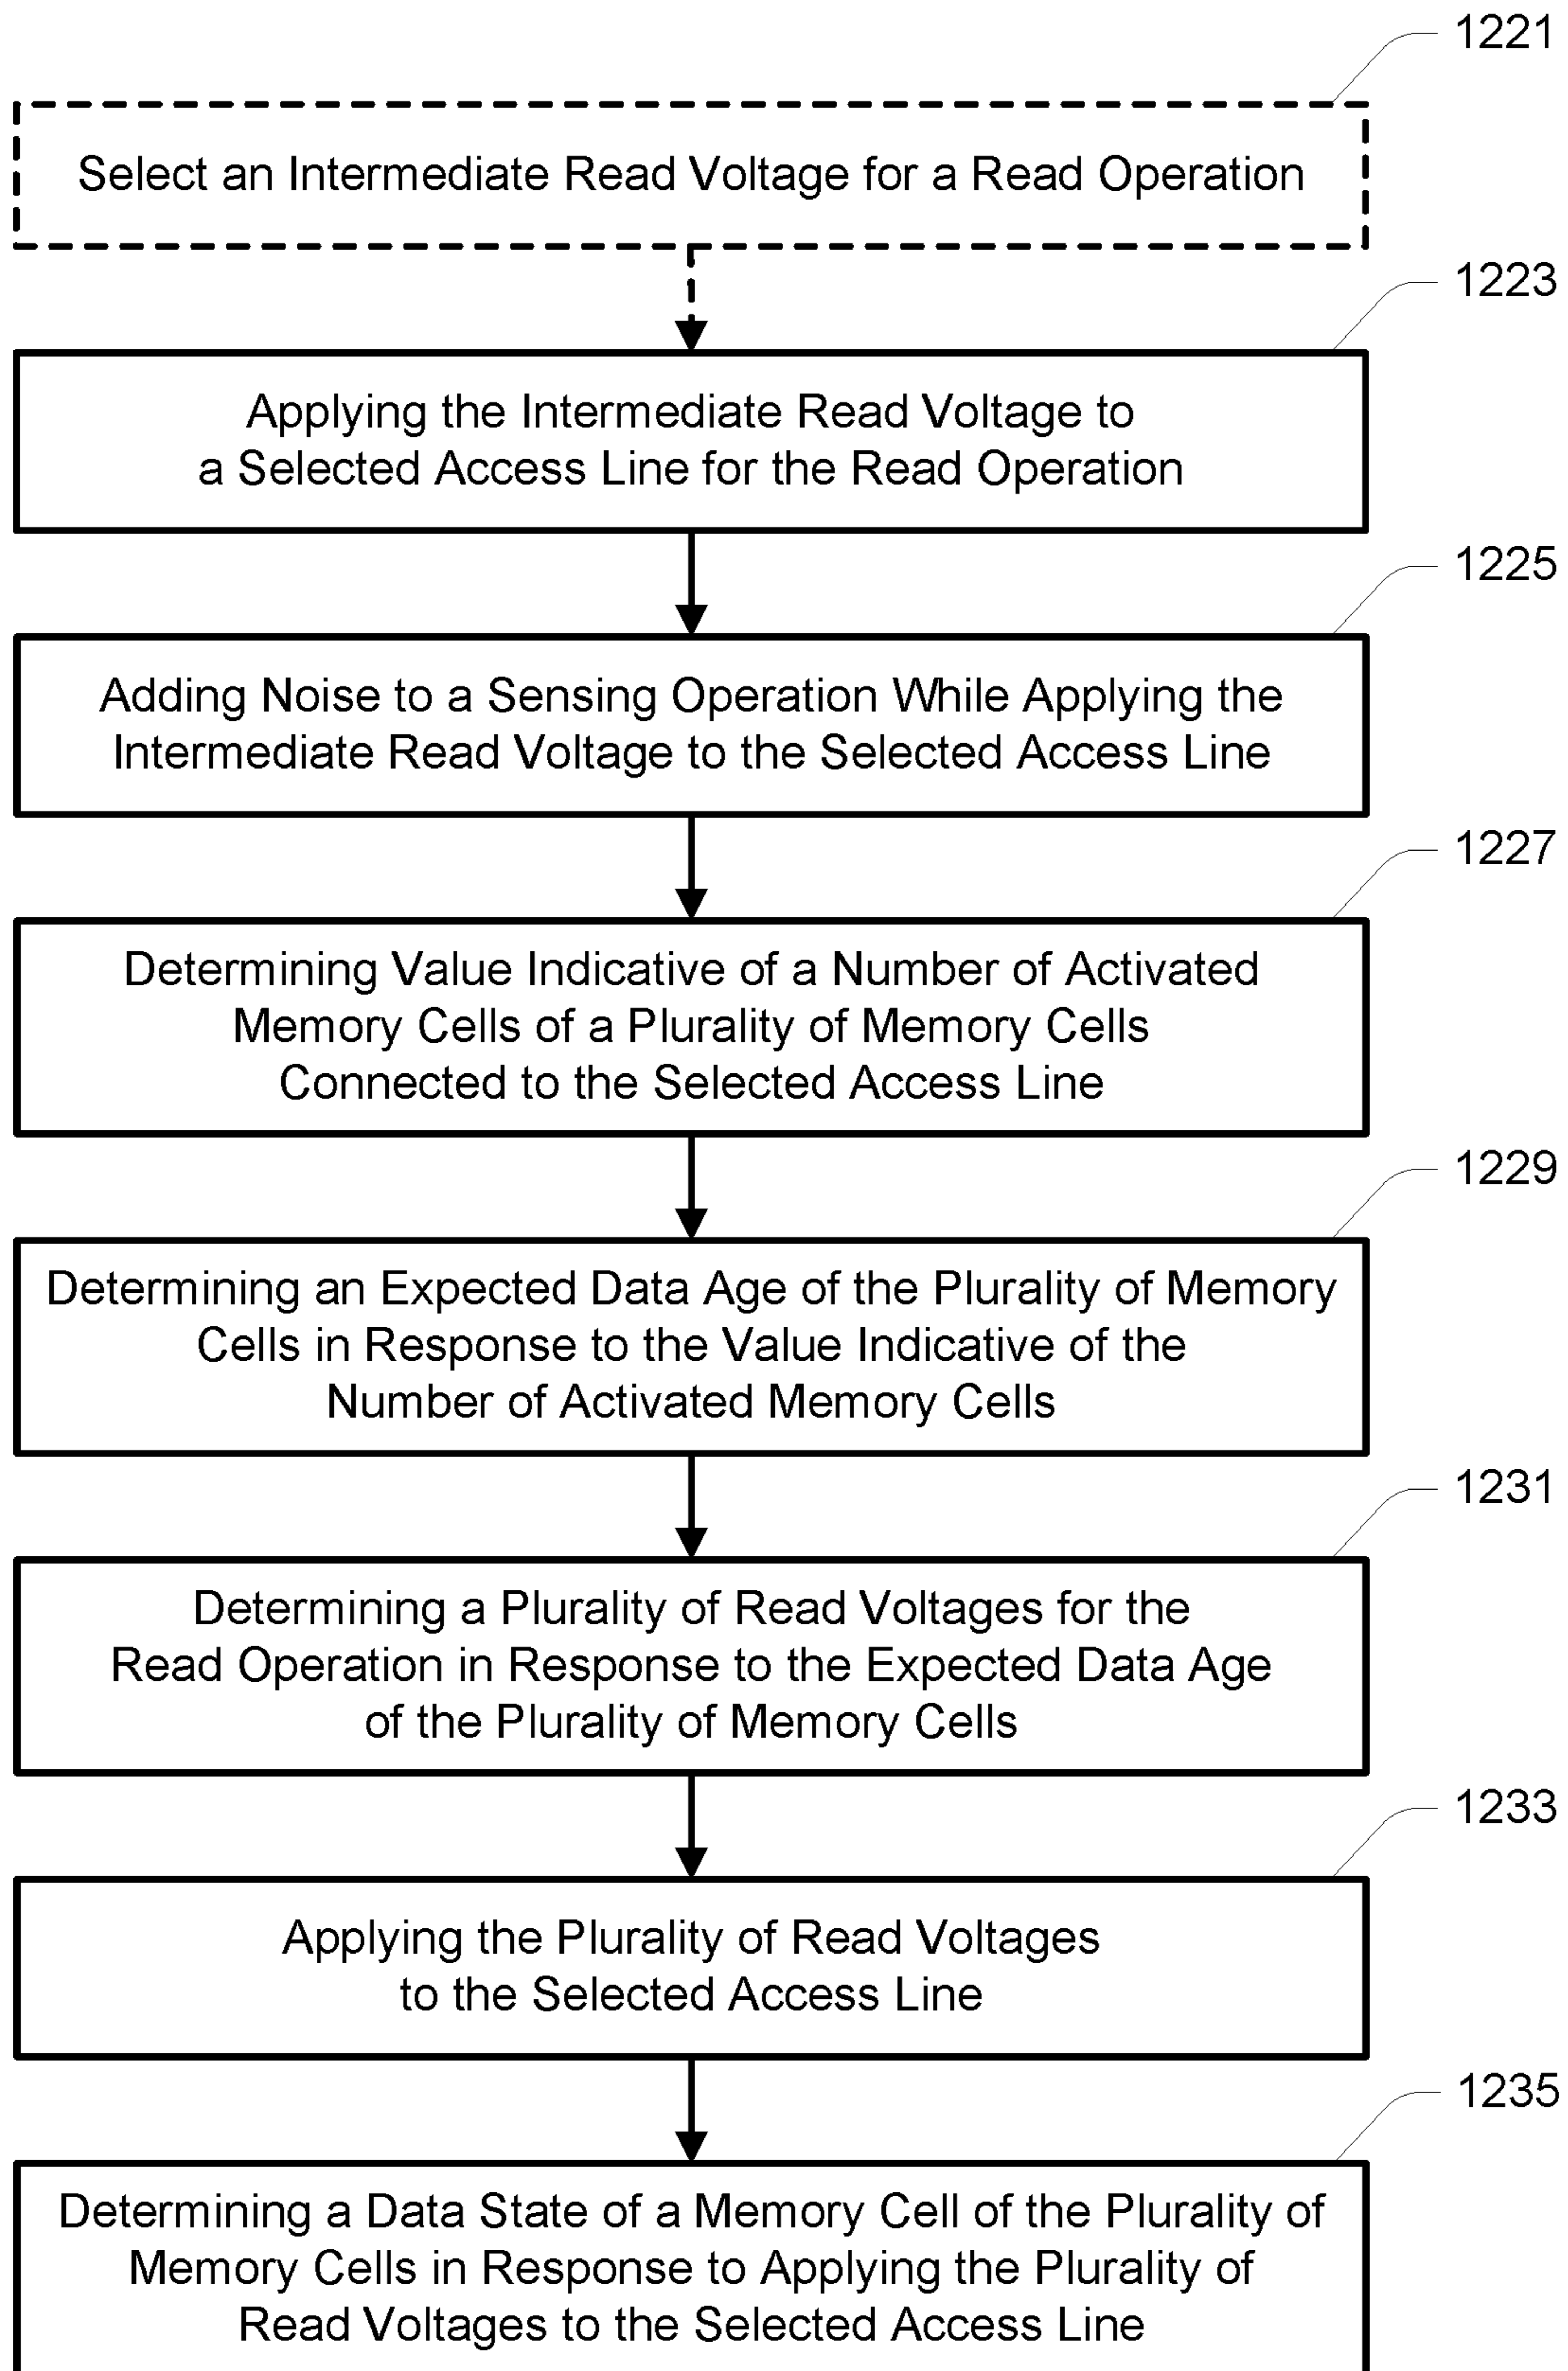 1221
Select an Intermediate Read Voltage for a Read Operation
1223
Applying the Intermediate Read Voltage to
a Selected Access Line for the Read Operation
1225
Adding Noise to a Sensing Operation While Applying the
Intermediate Read Voltage to the Selected Access Line
1227
Determining Value Indicative of a Number of Activated
Memory Cells of a Plurality of Memory Cells
Connected to the Selected Access Line
1229
Determining an Expected Data Age of the Plurality of Memory
Cells in Response to the Value Indicative of the
Number of Activated Memory Cells
1231
Determining a Plurality of Read Voltages for the
Read Operation in Response to the Expected Data Age
of the Plurality of Memory Cells
1233
Applying the Plurality of Read Voltages
to the Selected Access Line
1235
Determining a Data State of a Memory Cell of the Plurality of
Memory Cells in Response to Applying the Plurality of
Read Voltages to the Selected Access Line